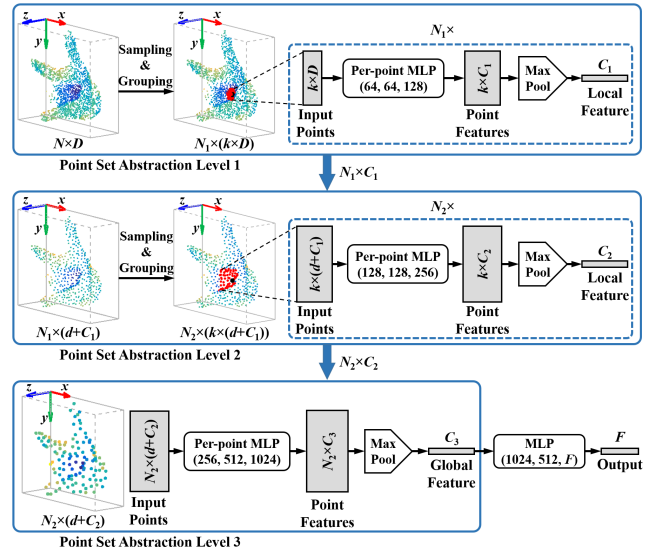 z x
y
N×D
Sampling
& Grouping
z x
y
N₁×(k×D)
N₁×
k×D
Input
Points
Per-point MLP
(64, 64, 128)
k×C₁
Point
Features
Max
Pool
C₁
Local
Feature
Point Set Abstraction Level 1
N₁×C₁
z x
y
N₁×(d+C₁)
Sampling
& Grouping
z x
y
N₂×(k×(d+C₁))
N₂×
k×(d+C₁)
Input
Points
Per-point MLP
(128, 128, 256)
k×C₂
Point
Features
Max
Pool
C₂
Local
Feature
Point Set Abstraction Level 2
N₂×C₂
z x
y
N₂×(d+C₂)
N₂×(d+C₂)
Input
Points
Per-point MLP
(256, 512, 1024)
N₂×C₃
Point
Features
Max
Pool
C₃
Global
Feature
MLP
(1024, 512, F)
F
Output
Point Set Abstraction Level 3